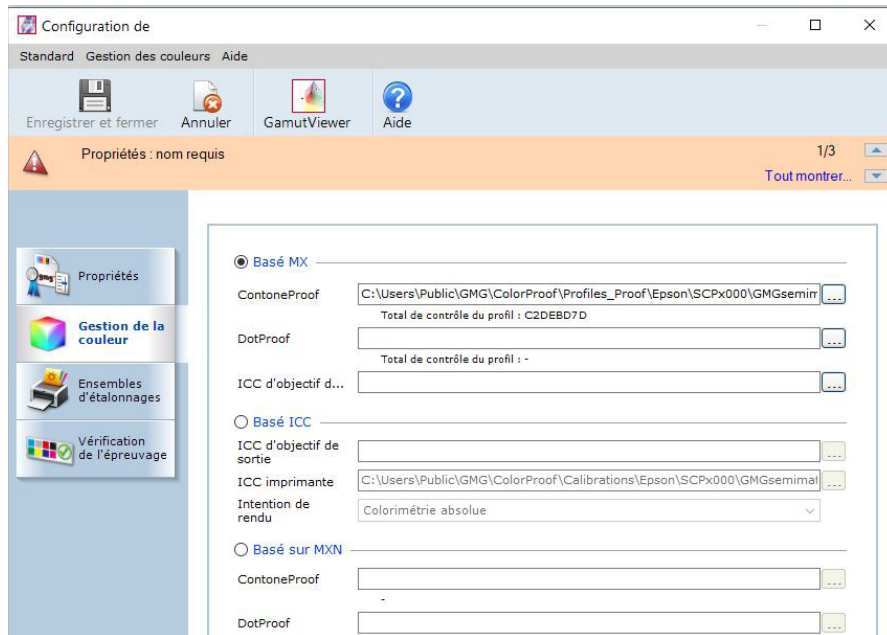 Configuration de
Standard Gestion des couleurs Aide
Enregistrer et fermer Annuler GamutViewer Aide
Propriétés : nom requis 1/3
Tout montrer...
Propriétés
Gestion de la
couleur
Ensembles
d'étalonnages
Vérification
de l'épreuvage
Basé MX
ContoneProof C:\Users\Public\GMG\ColorProof\Profiles_Proof\Epson\SCPx000\GMGsemim ...
Total de contrôle du profil : C2DEBD7D
DotProof ...
Total de contrôle du profil : -
ICC d'objectif d... ...
Basé ICC
ICC d'objectif de
sortie ...
ICC imprimante C:\Users\Public\GMG\ColorProof\Calibrations\Epson\SCPx000\GMGsemimat ...
Intention de
rendu Colorimétrie absolue
Basé sur MXN
ContoneProof ...
-
DotProof ...